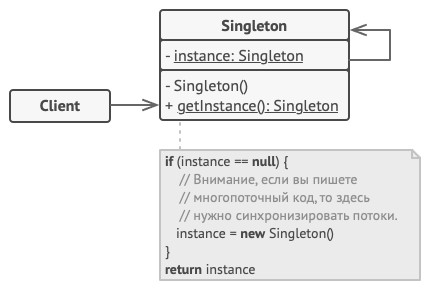 Singleton
- instance: Singleton
- Singleton()
+ getInstance(): Singleton
Client
if (instance == null) {
// Внимание, если вы пишете
// многопоточный код, то здесь
// нужно синхронизировать потоки.
instance = new Singleton()
}
return instance